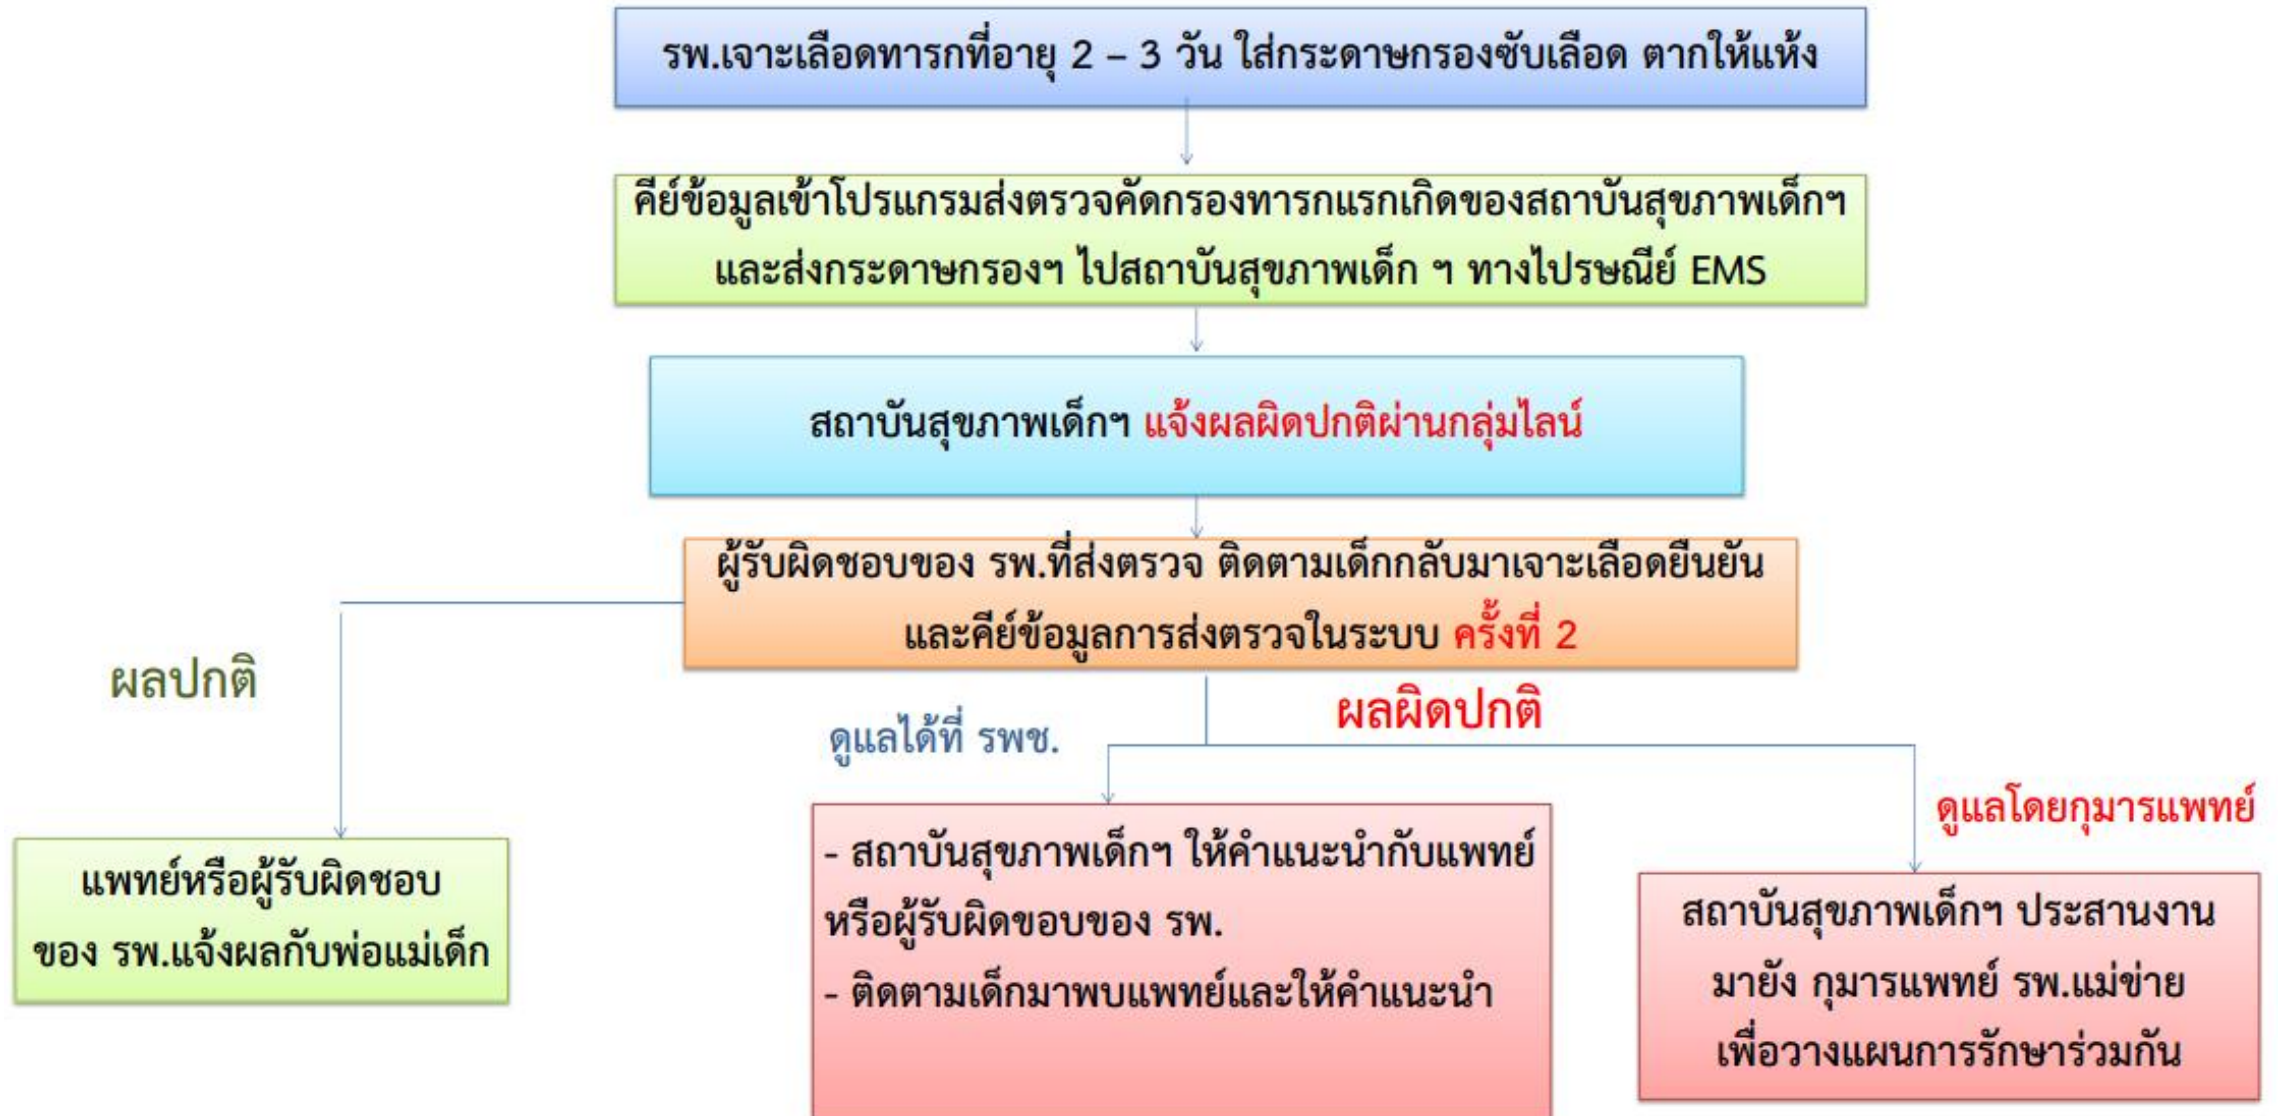 รพ.เจาะเลือดทารกที่อายุ 2 – 3 วัน ใส่กระดาษกรองซับเลือด ตากให้แห้ง
คีย์ข้อมูลเข้าโปรแกรมส่งตรวจคัดกรองทารกแรกเกิดของสถาบันสุขภาพเด็กฯ
และส่งกระดาษกรองฯ ไปสถาบันสุขภาพเด็ก ฯ ทางไปรษณีย์ EMS
สถาบันสุขภาพเด็กฯ แจ้งผลผิดปกติผ่านกลุ่มไลน์
ผู้รับผิดชอบของ รพ.ที่ส่งตรวจ ติดตามเด็กกลับมาเจาะเลือดยืนยัน
และคีย์ข้อมูลการส่งตรวจในระบบ ครั้งที่ 2
ผลปกติ
ผลผิดปกติ
ดูแลได้ที่ รพช.
ดูแลโดยกุมารแพทย์
แพทย์หรือผู้รับผิดชอบ
ของ รพ.แจ้งผลกับพ่อแม่เด็ก
- สถาบันสุขภาพเด็กฯ ให้คำแนะนำกับแพทย์
หรือผู้รับผิดขอบของ รพ.
- ติดตามเด็กมาพบแพทย์และให้คำแนะนำ
สถาบันสุขภาพเด็กฯ ประสานงาน
มายัง กุมารแพทย์ รพ.แม่ข่าย
เพื่อวางแผนการรักษาร่วมกัน